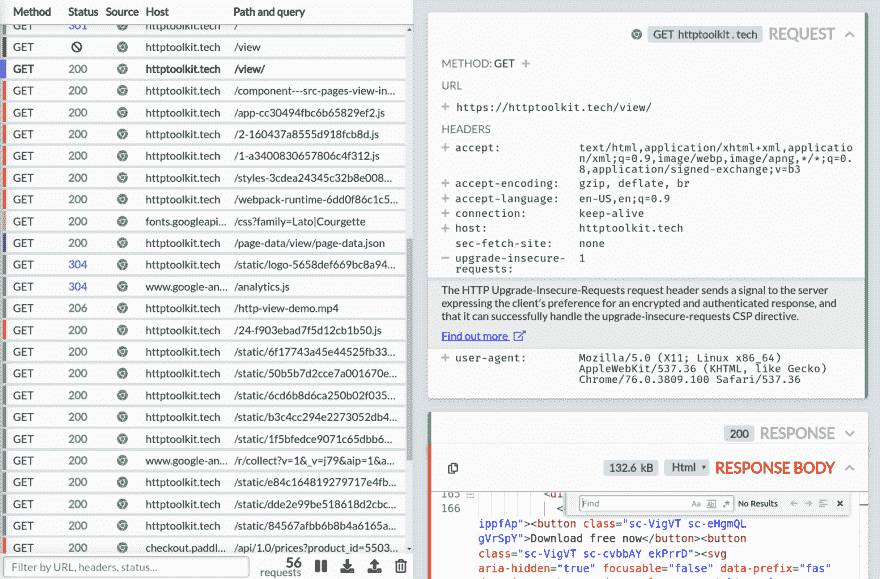 Method Status Source Host Path and query
GET 301 httptoolkit.tech /
GET httptoolkit.tech /view
GET 200 httptoolkit.tech /view/
GET 200 httptoolkit.tech /component---src-pages-view-in...
GET 200 httptoolkit.tech /app-cc30494fbc6b65829ef2.js
GET 200 httptoolkit.tech /2-160437a8555d918fcb8d.js
GET 200 httptoolkit.tech /1-a3400830657806c4f312.js
GET 200 httptoolkit.tech /styles-3cdea24345c32b8e008...
GET 200 httptoolkit.tech /webpack-runtime-6dd0f86c1c5...
GET 200 fonts.googleapi... /css?family=Lato|Courgette
GET 200 httptoolkit.tech /page-data/view/page-data.json
GET 304 httptoolkit.tech /static/logo-5658def669bc8a94...
GET 304 www.google-an... /analytics.js
GET 206 httptoolkit.tech /http-view-demo.mp4
GET 200 httptoolkit.tech /24-f903ebad7f5d12cb1b50.js
GET 200 httptoolkit.tech /static/6f17743a45e44525fb33...
GET 200 httptoolkit.tech /static/50b5b7d2cce7a001670e...
GET 200 httptoolkit.tech /static/6cd6b8d6ca250b02f035...
GET 200 httptoolkit.tech /static/b3c4cc294e2273052db4...
GET 200 httptoolkit.tech /static/1f5bfedce9071c65dbb6...
GET 200 www.google-an... /r/collect?v=1&_v=j79&aip=1&a...
GET 200 httptoolkit.tech /static/e84c164819279717e4fb...
GET 200 httptoolkit.tech /static/dde2e99be518618d2cbc...
GET 200 httptoolkit.tech /static/84567afbb6b8b4a6165a...
GET 200 checkout.paddl... /api/1.0/prices?product_id=5503...
Filter by URL, headers, status...
56
requests
GET httptoolkit.tech REQUEST
METHOD: GET
URL
https://httptoolkit.tech/view/
HEADERS
accept: text/html,application/xhtml+xml,applicatio
n/xml;q=0.9,image/webp,image/apng,*/*;q=0.
8,application/signed-exchange;v=b3
accept-encoding: gzip, deflate, br
accept-language: en-US,en;q=0.9
connection: keep-alive
host: httptoolkit.tech
sec-fetch-site: none
upgrade-insecure- 1
requests:
The HTTP Upgrade-Insecure-Requests request header sends a signal to the server
expressing the client's preference for an encrypted and authenticated response, and
that it can successfully handle the upgrade-insecure-requests CSP directive.
Find out more
user-agent: Mozilla/5.0 (X11; Linux x86_64)
AppleWebKit/537.36 (KHTML, like Gecko)
Chrome/76.0.3809.100 Safari/537.36
200 RESPONSE
132.6 kB Html RESPONSE BODY
165 <di
166 <
Find Aa Ab| .* No Results
ippfAp"><button class="sc-VigVT sc-eHgmQL
gVrSpY">Download free now</button><button
class="sc-VigVT sc-cvbbAY ekPrrD"><svg
aria-hidden="true" focusable="false" data-prefix="fas"